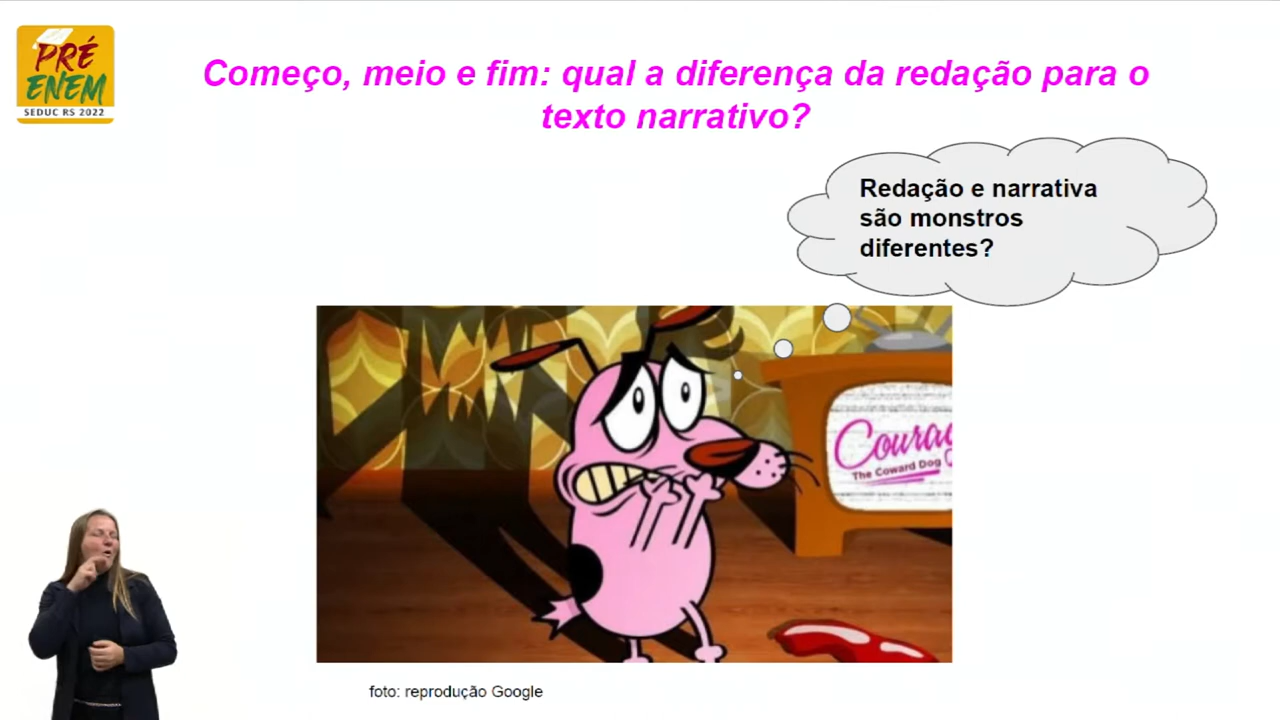 PRÉ
ENEM
SEDUC RS 2022
Começo, meio e fim: qual a diferença da redação para o
texto narrativo?
Redação e narrativa
são monstros
diferentes?
The Coward Dog
foto: reprodução Google